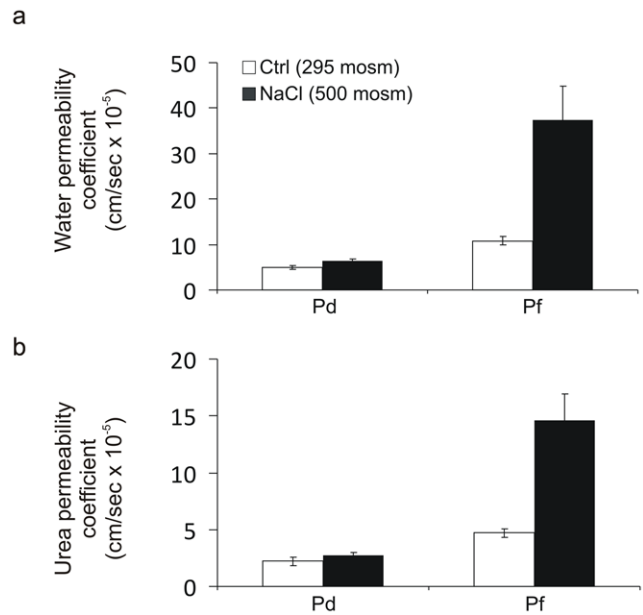 a
Water permeability
coefficient
(cm/sec x 10⁻⁵)
50
40
30
20
10
0
Ctrl (295 mosm)
NaCl (500 mosm)
Pd
Pf
b
Urea permeability
coefficient
(cm/sec x 10⁻⁵)
20
15
10
5
0
Pd
Pf